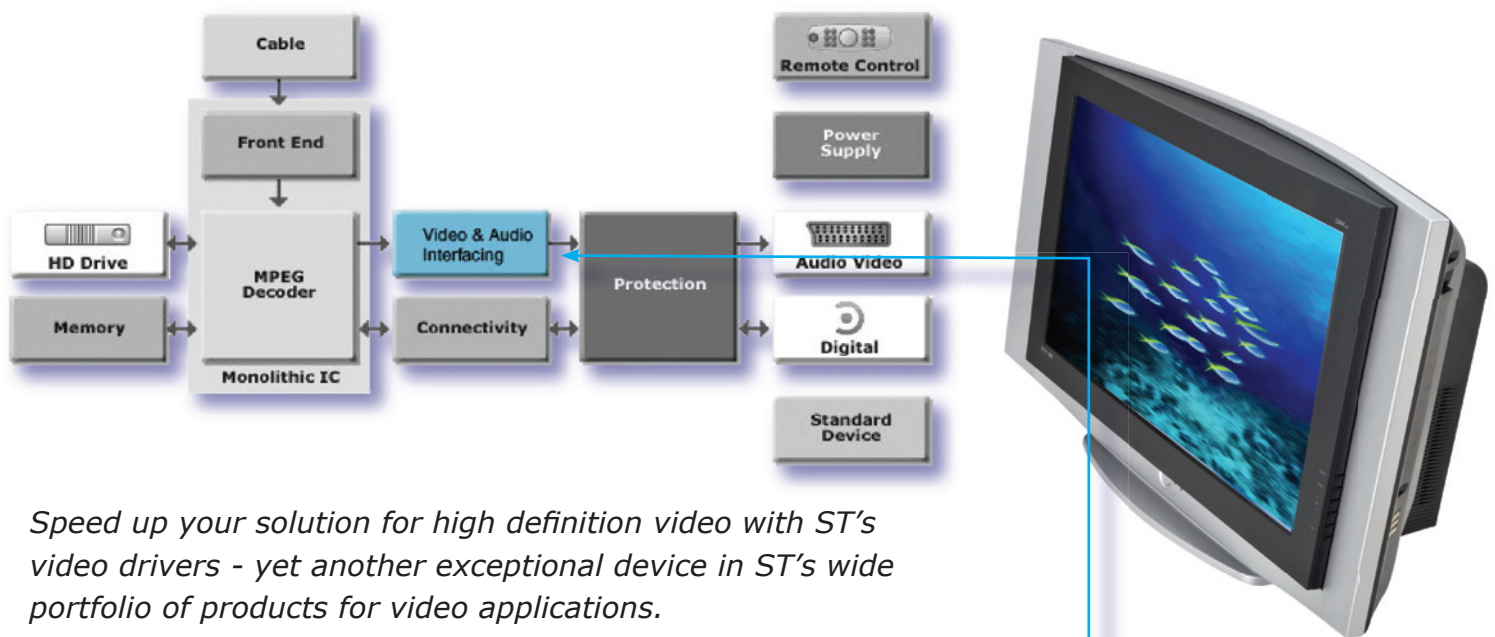 Cable
Remote Control
Front End
Power
Supply
HD Drive
MPEG
Decoder
Video & Audio
Interfacing
Protection
Audio Video
Memory
Connectivity
Digital
Monolithic IC
Standard
Device
Speed up your solution for high definition video with ST’s
video drivers - yet another exceptional device in ST’s wide
portfolio of products for video applications.